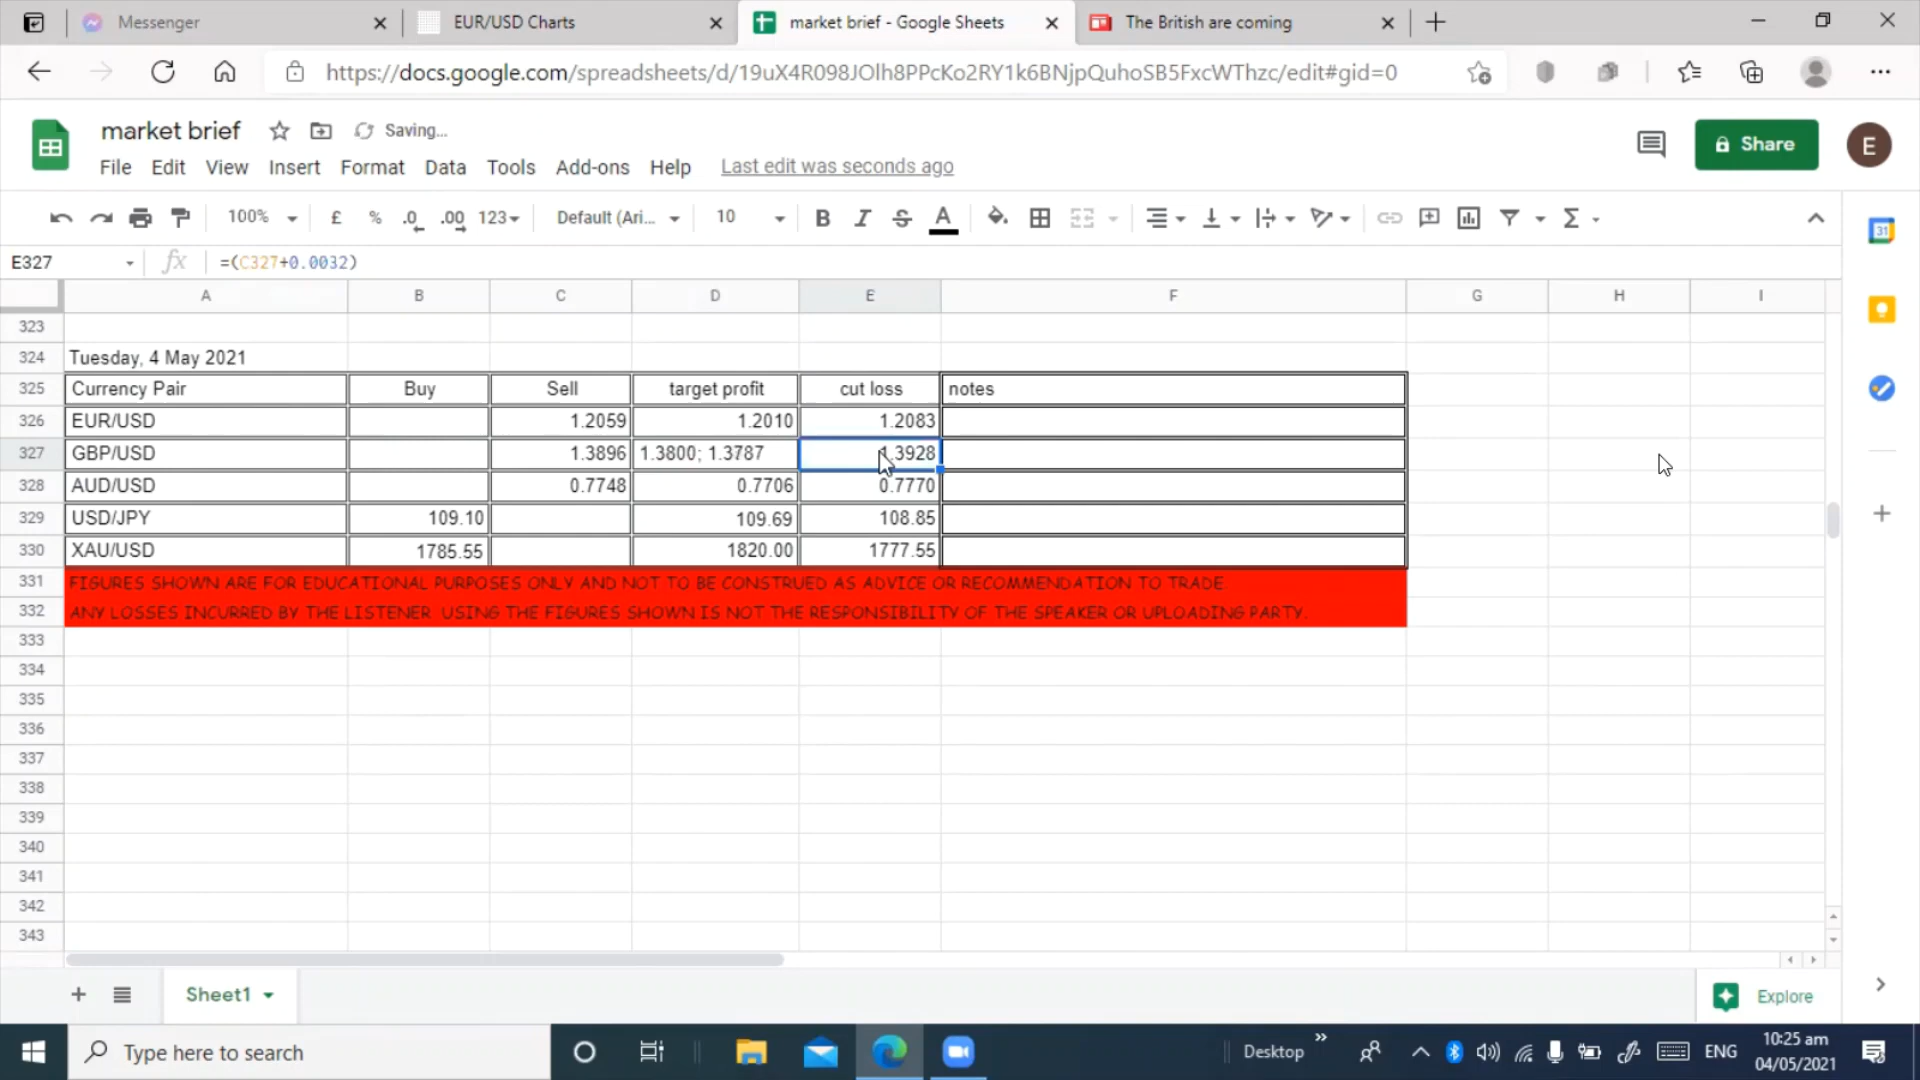 Messenger
EUR/USD Charts
market brief - Google Sheets
The British are coming
https://docs.google.com/spreadsheets/d/19uX4R098JOlh8PPcKo2RY1k6BNjpQuhoSB5FxcWThzc/edit#gid=0
market brief
Saving...
Share
E
File Edit View Insert Format Data Tools Add-ons Help Last edit was seconds ago
100% £ % .0 .00 123 Default (Ari... 10 B I S A Σ
31
E327 fx =(C327+0.0032)
A B C D E F G H I
323
324 Tuesday, 4 May 2021
325 Currency Pair Buy Sell target profit cut loss notes
326 EUR/USD 1.2059 1.2010 1.2083
327 GBP/USD 1.3896 1.3800; 1.3787 1.3928
328 AUD/USD 0.7748 0.7706 0.7770
329 USD/JPY 109.10 109.69 108.85
330 XAU/USD 1785.55 1820.00 1777.55
331 FIGURES SHOWN ARE FOR EDUCATIONAL PURPOSES ONLY AND NOT TO BE CONSTRUED AS ADVICE OR RECOMMENDATION TO TRADE.
332 ANY LOSSES INCURRED BY THE LISTENER USING THE FIGURES SHOWN IS NOT THE RESPONSIBILITY OF THE SPEAKER OR UPLOADING PARTY.
333
334
335
336
337
338
339
340
341
342
343
Sheet1
Explore
Type here to search
Desktop
ENG
10:25 am
04/05/2021